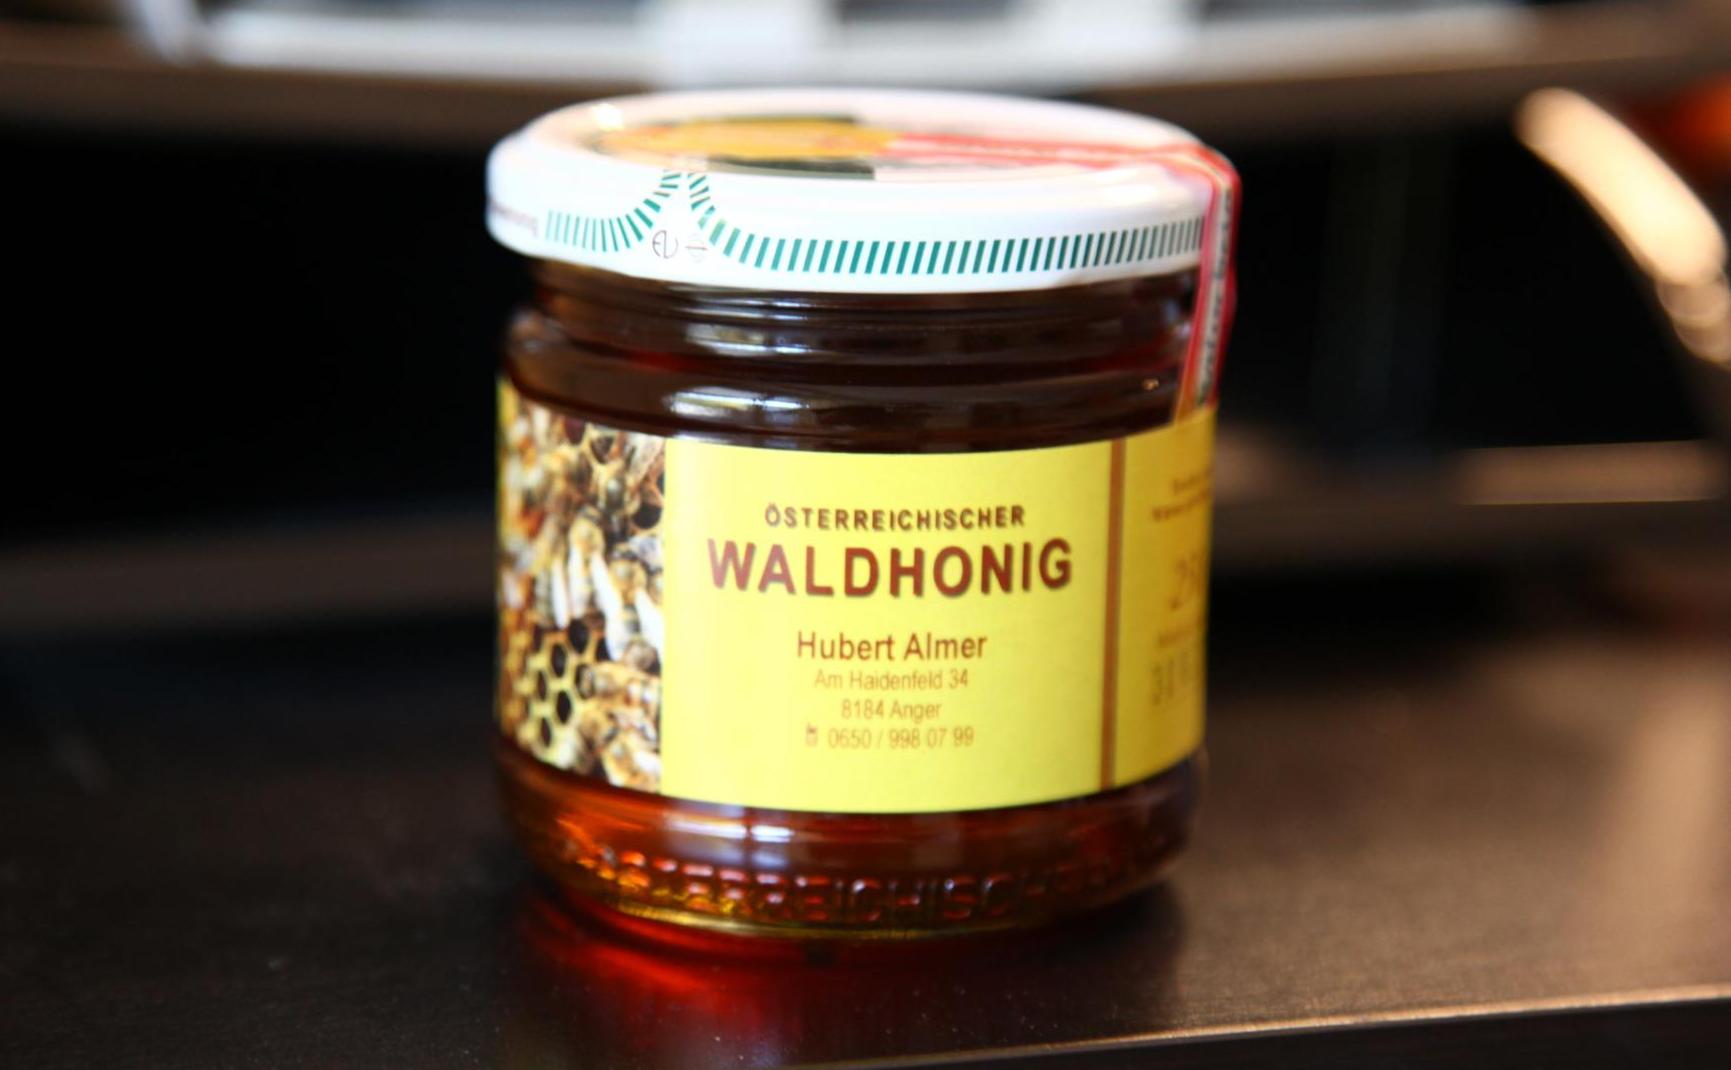 ÖSTERREICHISCHER
WALDHONIG
Hubert Almer
Am Haidenfeld 34
8184 Anger
0650 / 998 07 99